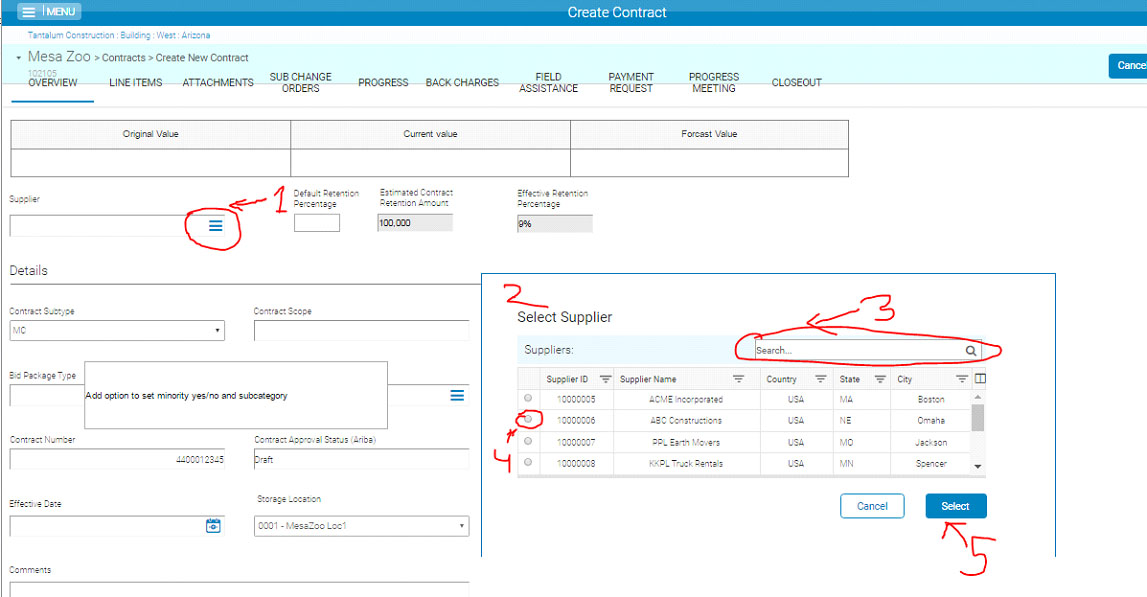 MENU
Create Contract
Tantalum Construction : Building : West : Arizona
Mesa Zoo > Contracts > Create New Contract
102105
Cance
OVERVIEW LINE ITEMS ATTACHMENTS SUB CHANGE ORDERS PROGRESS BACK CHARGES FIELD ASSISTANCE PAYMENT REQUEST PROGRESS MEETING CLOSEOUT
Original Value Current value Forcast Value
1
Supplier
Default Retention Percentage
Estimated Contract Retention Amount
100,000
Effective Retention Percentage
9%
Details
Contract Subtype
MC
Contract Scope
Bid Package Type
Add option to set minority yes/no and subcategory
Contract Number
4400012345
Contract Approval Status (Ariba)
Draft
Effective Date
Storage Location
0001 - MesaZoo Loc1
Comments
2
Select Supplier
3
Suppliers:
Search...
Supplier ID Supplier Name Country State City
10000005 ACME Incorporated USA MA Boston
10000006 ABC Constructions USA NE Omaha
10000007 PPL Earth Movers USA MO Jackson
10000008 KKPL Truck Rentals USA MN Spencer
4
Cancel
Select
5